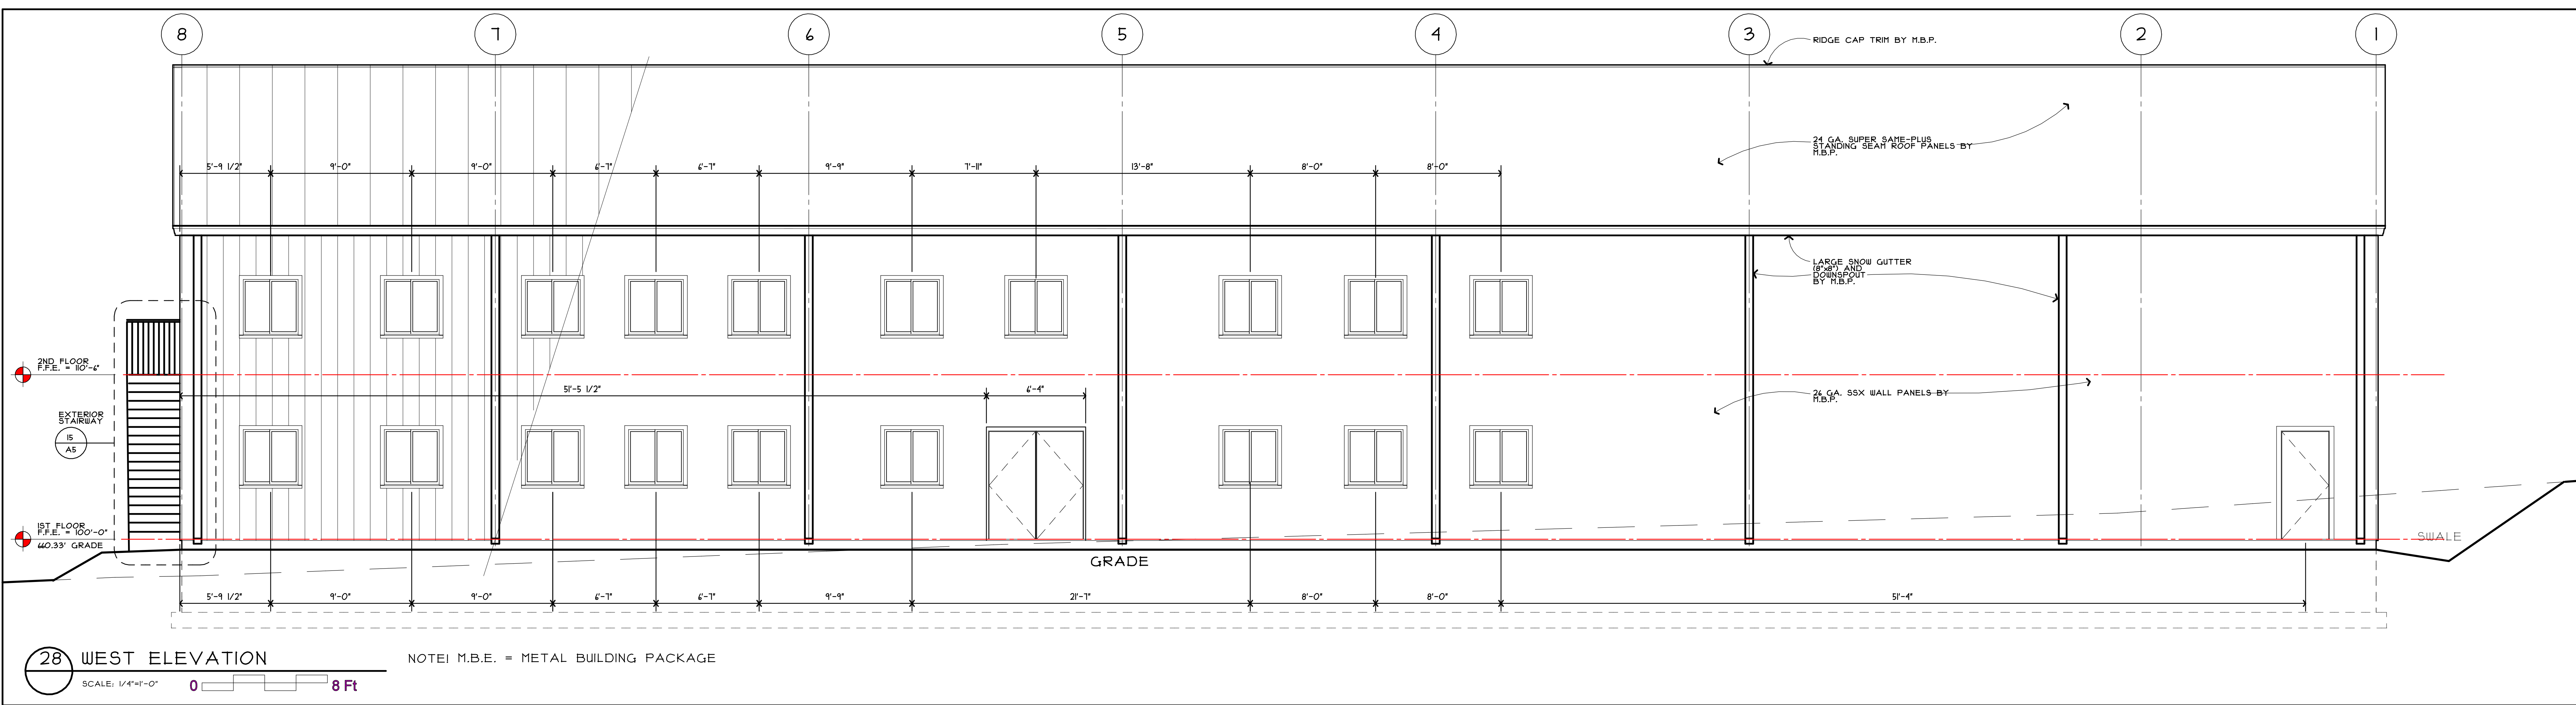 8 7 6 5 4 3 2 1
RIDGE CAP TRIM BY M.B.P.
24 GA. SUPER SAME-PLUS
STANDING SEAM ROOF PANELS BY
M.B.P.
5'-9 1/2" 9'-0" 9'-0" 6'-7" 6'-7" 9'-9" 7'-11" 13'-8" 8'-0" 8'-0"
LARGE SNOW GUTTER
(8"x8") AND
DOWNSPOUT
BY M.B.P.
2ND FLOOR
F.F.E. = 110'-6"
51'-5 1/2" 6'-4"
26 GA. SSX WALL PANELS BY
M.B.P.
EXTERIOR
STAIRWAY
15
A5
1ST FLOOR
F.F.E. = 100'-0"
660.33' GRADE
SWALE
GRADE
5'-9 1/2" 9'-0" 9'-0" 6'-7" 6'-7" 9'-9" 21'-7" 8'-0" 8'-0" 51'-4"
28 WEST ELEVATION
SCALE: 1/4"=1'-0" 0 8 Ft
NOTE| M.B.E. = METAL BUILDING PACKAGE